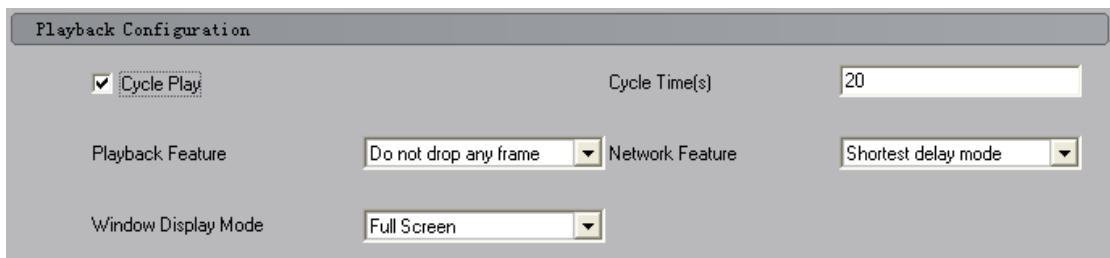 Playback Configuration
Cycle Play Cycle Time(s) 20
Playback Feature Do not drop any frame Network Feature Shortest delay mode
Window Display Mode Full Screen